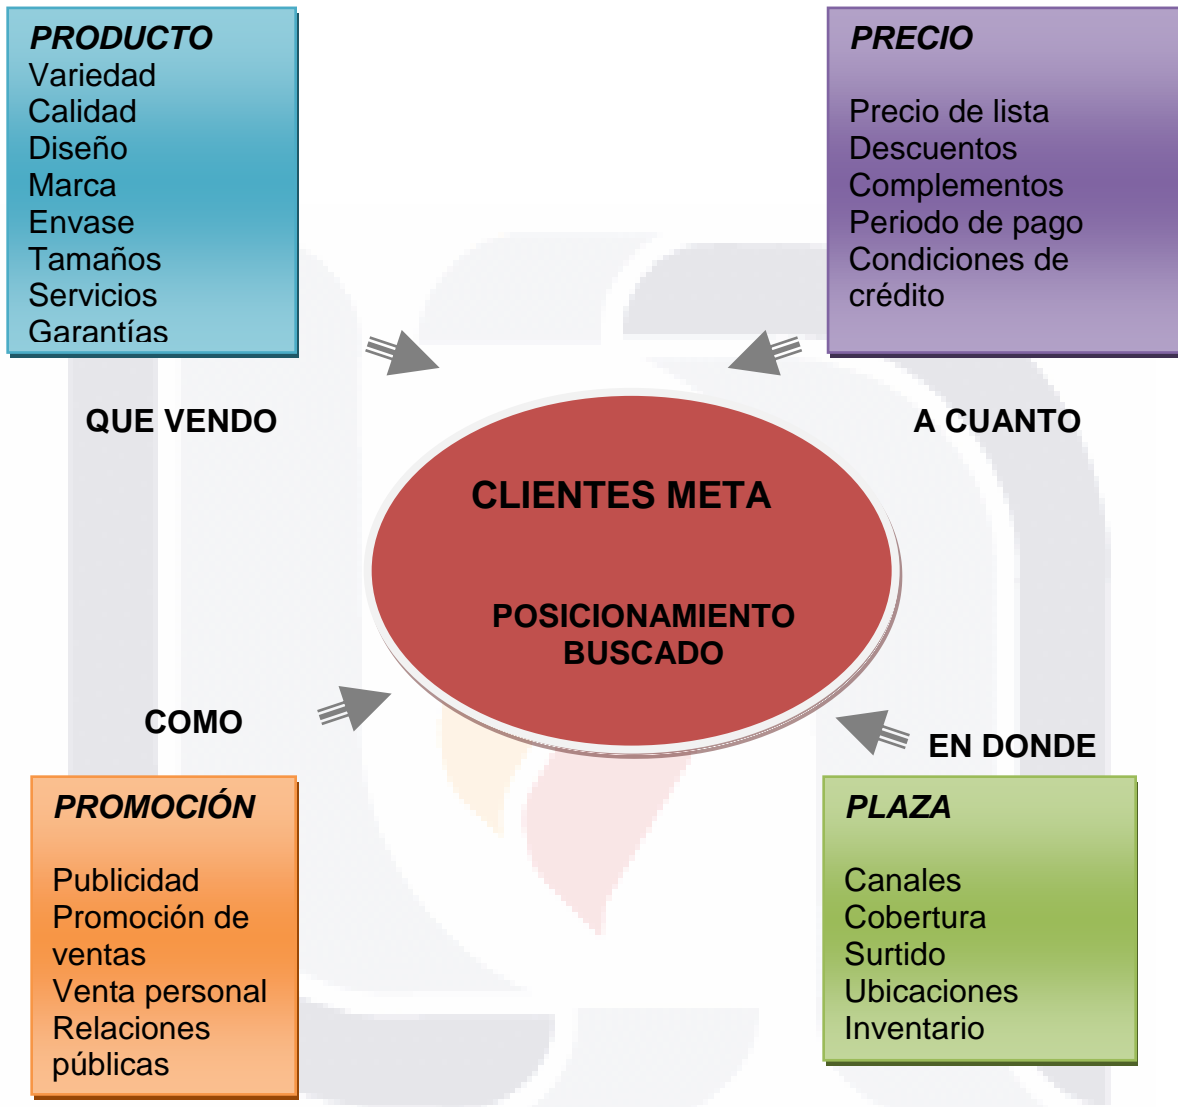 PRODUCTO
Variedad
Calidad
Diseño
Marca
Envase
Tamaños
Servicios
Garantías
PRECIO
Precio de lista
Descuentos
Complementos
Periodo de pago
Condiciones de
crédito
QUE VENDO
A CUANTO
CLIENTES META
POSICIONAMIENTO
BUSCADO
COMO
EN DONDE
PROMOCIÓN
Publicidad
Promoción de
ventas
Venta personal
Relaciones
públicas
PLAZA
Canales
Cobertura
Surtido
Ubicaciones
Inventario